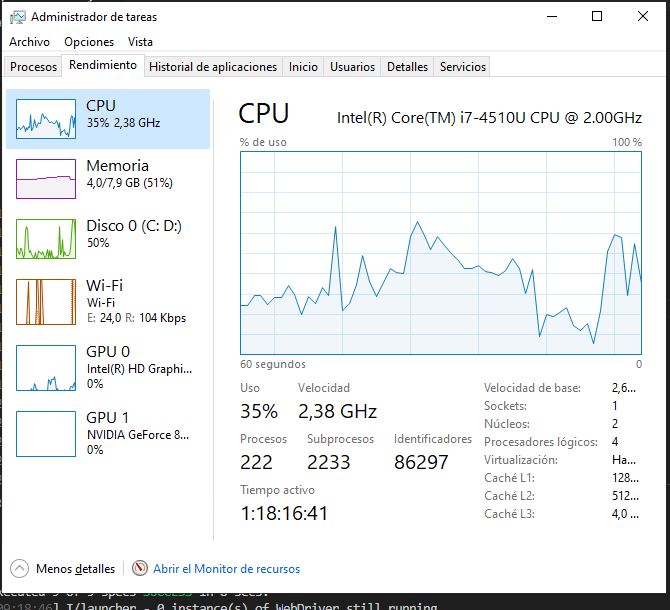 Administrador de tareas
Archivo Opciones Vista
Procesos Rendimiento Historial de aplicaciones Inicio Usuarios Detalles Servicios
CPU
35% 2,38 GHz
Memoria
4,0/7,9 GB (51%)
Disco 0 (C: D:)
50%
Wi-Fi
Wi-Fi
E: 24,0 R: 104 Kbps
GPU 0
Intel(R) HD Graphi...
0%
GPU 1
NVIDIA GeForce 8...
0%
CPU Intel(R) Core(TM) i7-4510U CPU @ 2.00GHz
% de uso 100 %
60 segundos 0
Uso Velocidad
35% 2,38 GHz
Procesos Subprocesos Identificadores
222 2233 86297
Tiempo activo
1:18:16:41
Velocidad de base: 2,6...
Sockets: 1
Núcleos: 2
Procesadores lógicos: 4
Virtualización: Ha...
Caché L1: 128...
Caché L2: 512...
Caché L3: 4,0 ...
Menos detalles Abrir el Monitor de recursos
:09:18:46] I/launcher - 0 instance(s) of WebDriver still running